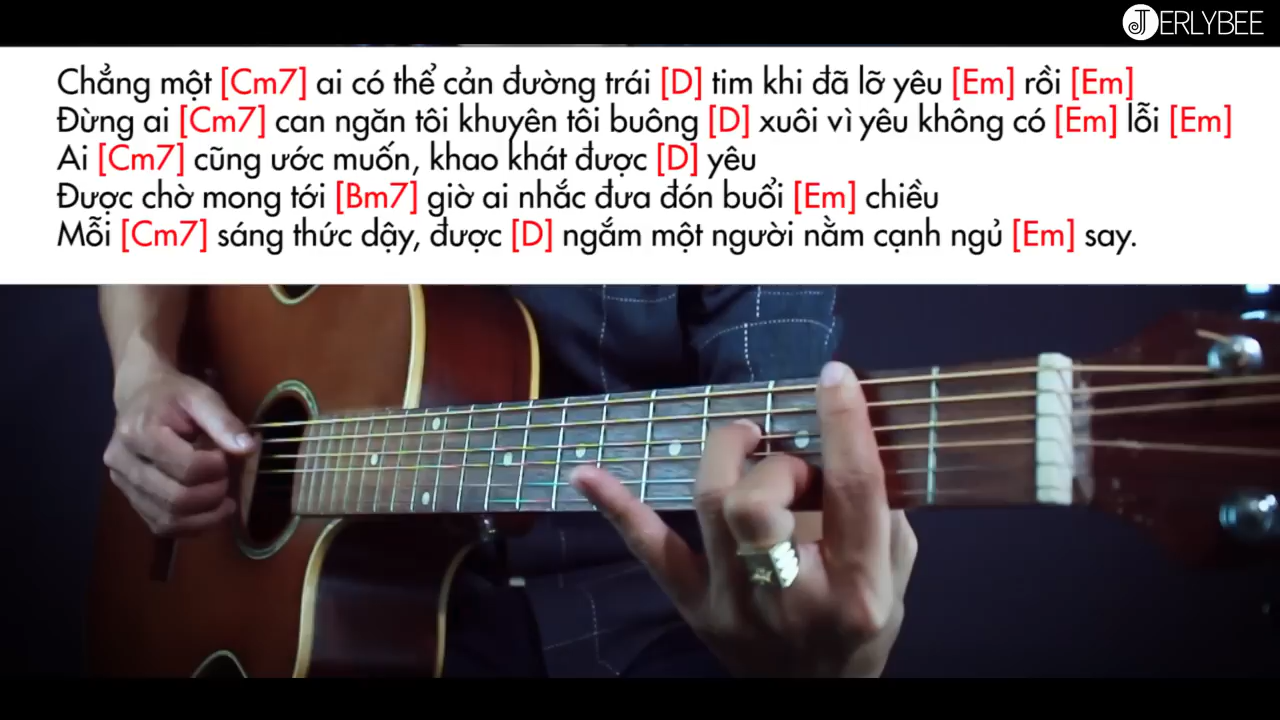 JERLYBEE
Chẳng một [Cm7] ai có thể cản đường trái [D] tim khi đã lỡ yêu [Em] rồi [Em]
Đừng ai [Cm7] can ngăn tôi khuyên tôi buông [D] xuôi vì yêu không có [Em] lỗi [Em]
Ai [Cm7] cũng ước muốn, khao khát được [D] yêu
Được chờ mong tới [Bm7] giờ ai nhắc đưa đón buổi [Em] chiều
Mỗi [Cm7] sáng thức dậy, được [D] ngắm một người nằm cạnh ngủ [Em] say.